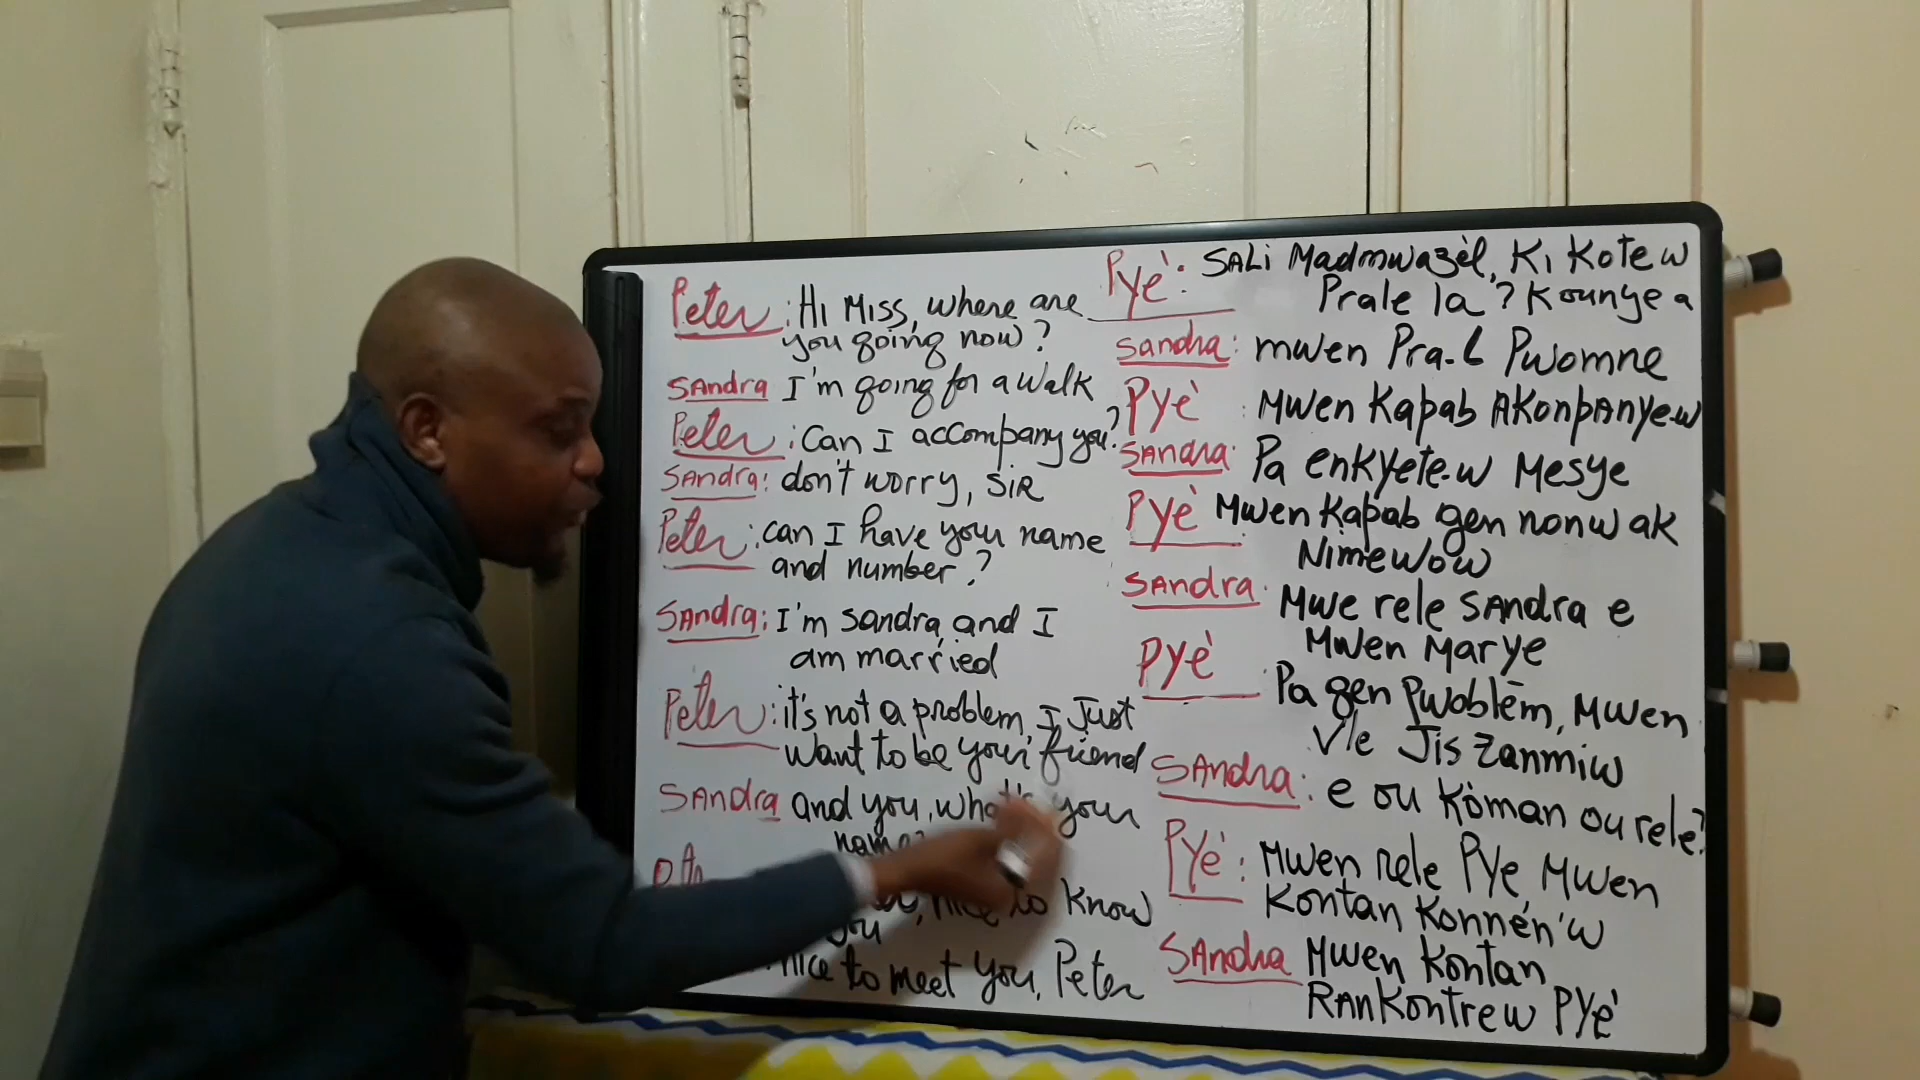 Peter: Hi Miss, where are
you going now?
SANdra I'm going for a walk
Peter: Can I accompany you?
SANdra: don't worry, SiR
Peter: can I have your name
and number?
SANdra: I'm sandra, and I
am married
Peter: it's not a problem, I Just
Want to be your friend
SANdra and you, what's your
name?
nice to know
you
nice to meet you, Peter
PYè: SALi Madmwazèl, Ki Kote w
Prale la? Kounye a
Sandra: mwen Pra.l Pwomne
PYè: Mwen Kapab AKonpANye.w
SANdra: Pa enkyete.w Mesye
PYè Mwen Kapab gen nonw ak
Nimewow
SANdra: Mwe rele SANdra e
Mwen Marye
PYè Pa gen Pwoblēm, Mwen
Vle Jis Zanmiw
SANdra: e ou Kòman ou rele?
PYè: Mwen rele PYe Mwen
Kontan Konnén'w
SANdra Mwen Kontan
RANKontrew PYè